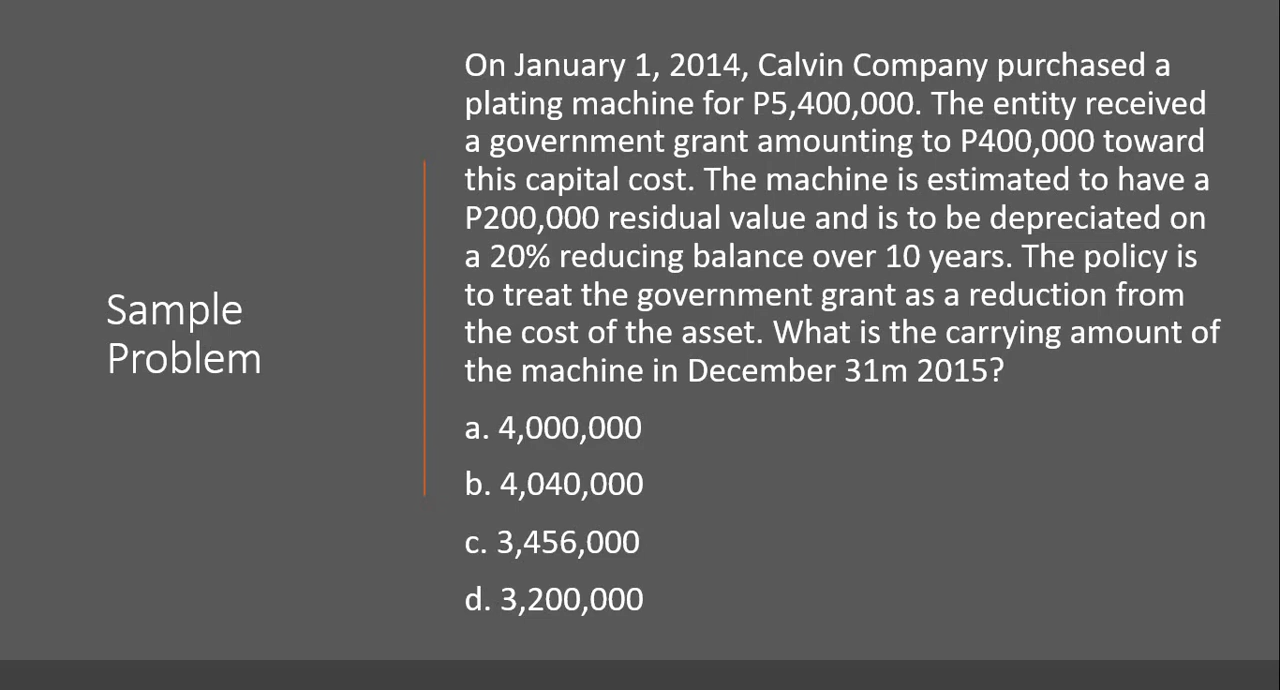 Sample
Problem
On January 1, 2014, Calvin Company purchased a
plating machine for P5,400,000. The entity received
a government grant amounting to P400,000 toward
this capital cost. The machine is estimated to have a
P200,000 residual value and is to be depreciated on
a 20% reducing balance over 10 years. The policy is
to treat the government grant as a reduction from
the cost of the asset. What is the carrying amount of
the machine in December 31m 2015?
a. 4,000,000
b. 4,040,000
c. 3,456,000
d. 3,200,000